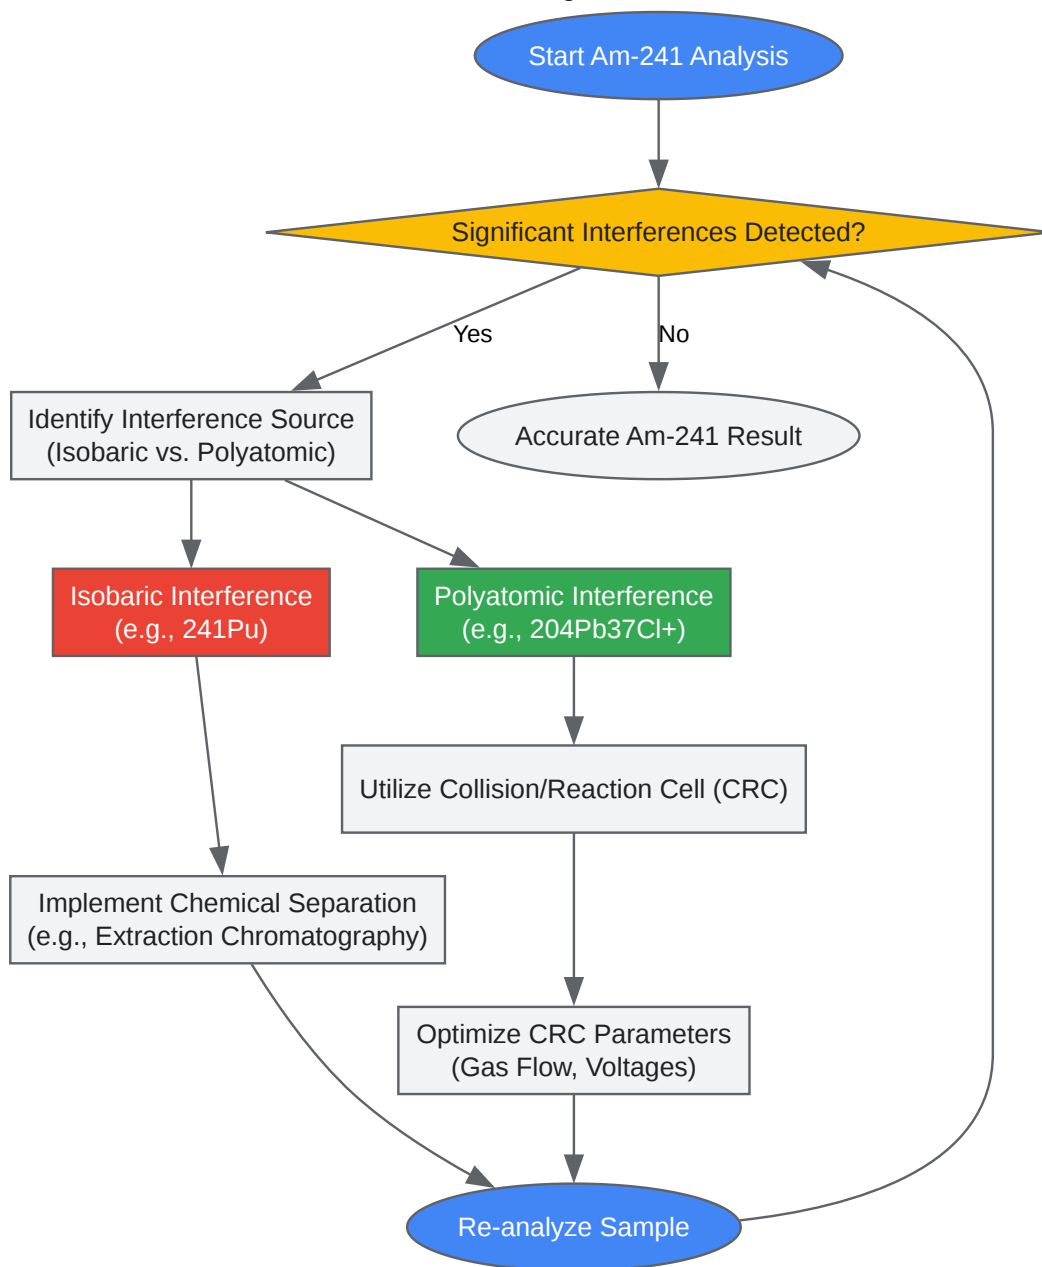 Start Am-241 Analysis
Significant Interferences Detected?
Yes
No
Identify Interference Source
(Isobaric vs. Polyatomic)
Accurate Am-241 Result
Isobaric Interference
(e.g., 241Pu)
Polyatomic Interference
(e.g., 204Pb37Cl+)
Utilize Collision/Reaction Cell (CRC)
Implement Chemical Separation
(e.g., Extraction Chromatography)
Optimize CRC Parameters
(Gas Flow, Voltages)
Re-analyze Sample